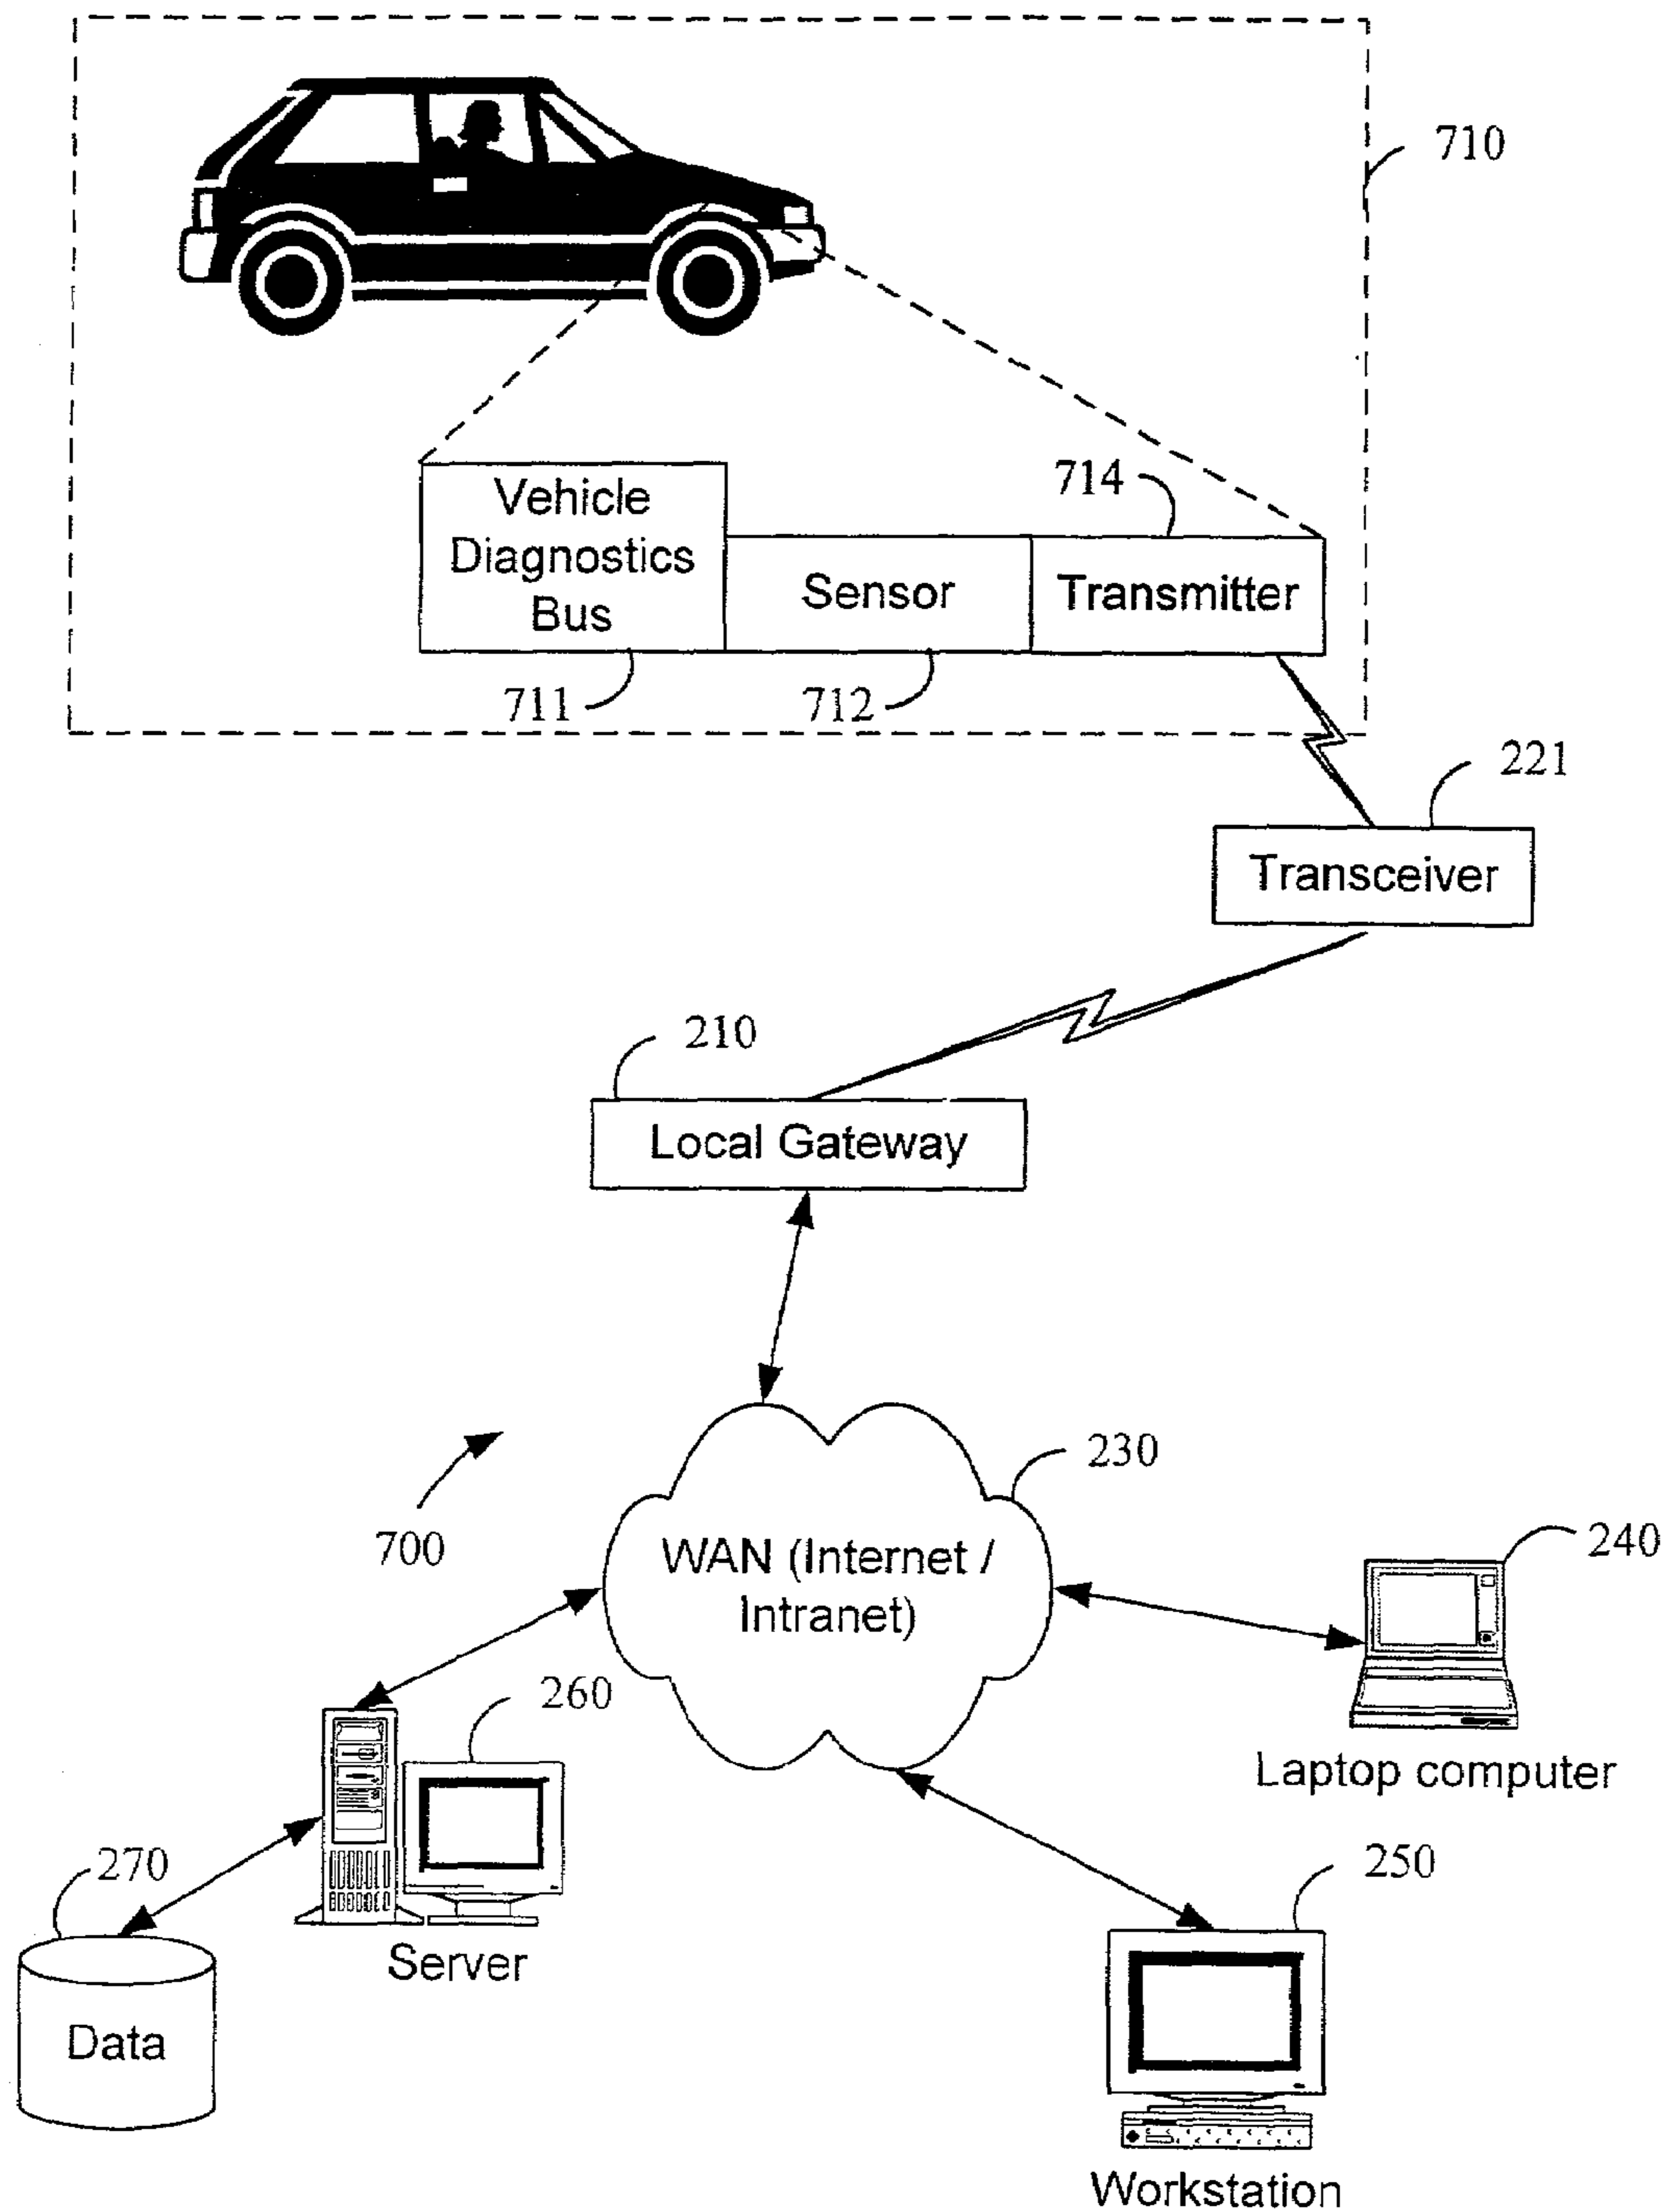 710
714
Vehicle
Diagnostics
Bus
Sensor
Transmitter
711
712
221
Transceiver
210
Local Gateway
230
700
WAN (Internet /
Intranet)
240
260
Laptop computer
270
250
Server
Data
Workstation